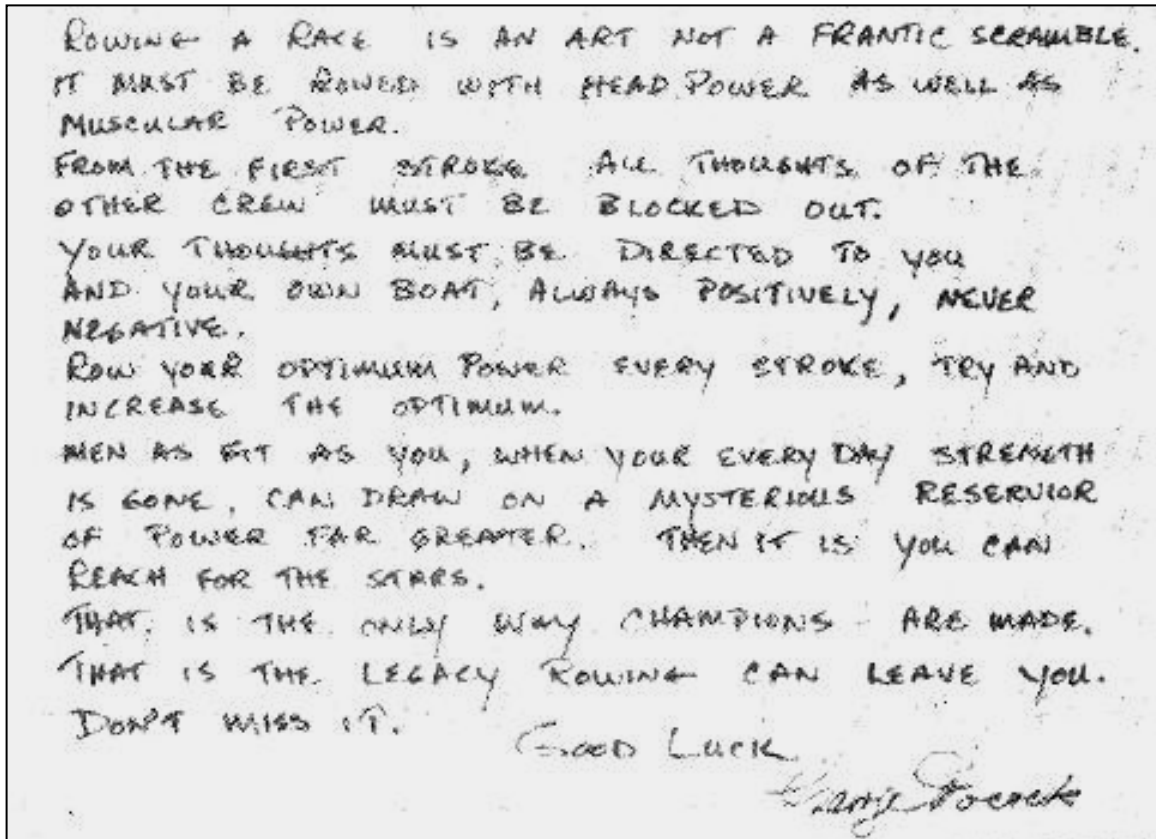 ROWING A RACE IS AN ART NOT A FRANTIC SCRAMBLE.
IT MUST BE ROWED WITH HEAD POWER AS WELL AS
MUSCULAR POWER.
FROM THE FIRST STROKE ALL THOUGHTS OF THE
OTHER CREW MUST BE BLOCKED OUT.
YOUR THOUGHTS MUST BE DIRECTED TO YOU
AND YOUR OWN BOAT, ALWAYS POSITIVELY, NEVER
NEGATIVE.
ROW YOUR OPTIMUM POWER EVERY STROKE, TRY AND
INCREASE THE OPTIMUM.
MEN AS FIT AS YOU, WHEN YOUR EVERY DAY STRENGTH
IS GONE, CAN DRAW ON A MYSTERIOUS RESERVIOR
OF POWER FAR GREATER. THEN IT IS YOU CAN
REACH FOR THE STARS.
THAT IS THE ONLY WAY CHAMPIONS ARE MADE.
THAT IS THE LEGACY ROWING CAN LEAVE YOU.
DON'T MISS IT.
GOOD LUCK
George Pocock